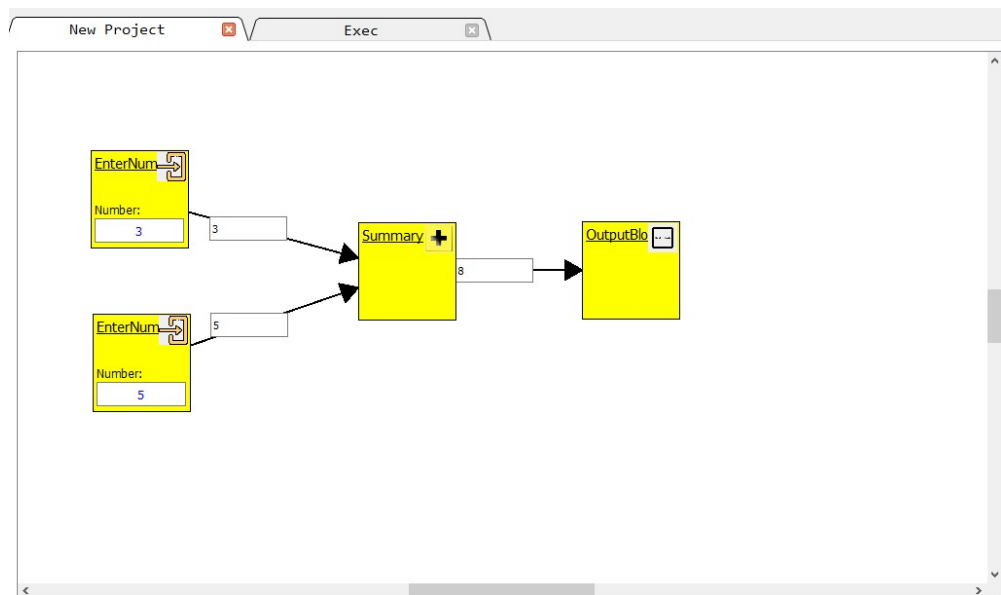 New Project
Exec
EnterNum
Number:
3
3
Summary
8
OutputBlo
EnterNum
Number:
5
5